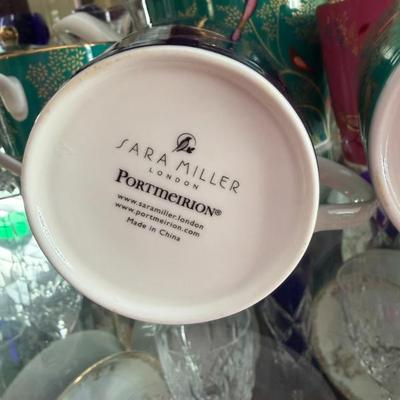 SARA MILLER
LONDON
PORTMEIRION®
www.saramiller.london
www.portmeirion.com
Made in China